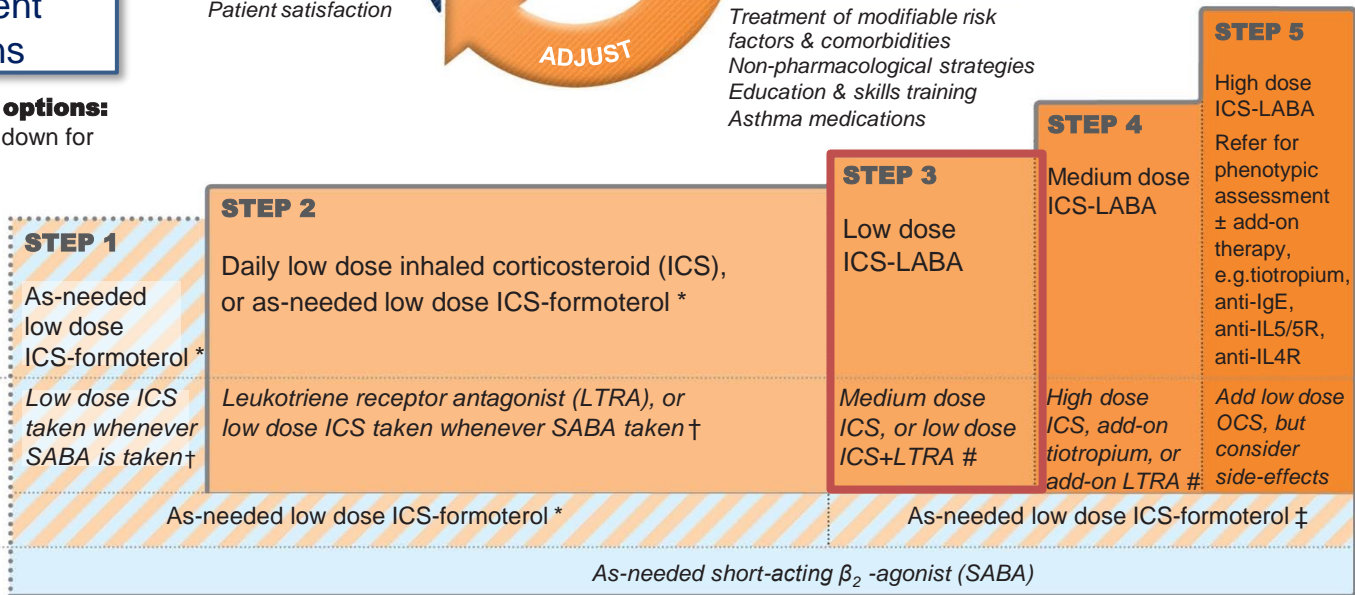 ent
ns
Patient satisfaction
ADJUST
Treatment of modifiable risk
factors & comorbidities
Non-pharmacological strategies
Education & skills training
Asthma medications
options:
down for
STEP 1
As-needed
low dose
ICS-formoterol *
Low dose ICS
taken whenever
SABA is taken†
STEP 2
Daily low dose inhaled corticosteroid (ICS),
or as-needed low dose ICS-formoterol *
Leukotriene receptor antagonist (LTRA), or
low dose ICS taken whenever SABA taken†
STEP 3
Low dose
ICS-LABA
Medium dose
ICS, or low dose
ICS+LTRA #
STEP 4
Medium dose
ICS-LABA
High dose
ICS, add-on
tiotropium, or
add-on LTRA #
STEP 5
High dose
ICS-LABA
Refer for
phenotypic
assessment
± add-on
therapy,
e.g.tiotropium,
anti-IgE,
anti-IL5/5R,
anti-IL4R
Add low dose
OCS, but
consider
side-effects
As-needed low dose ICS-formoterol *
As-needed low dose ICS-formoterol ‡
As-needed short-acting β₂ -agonist (SABA)